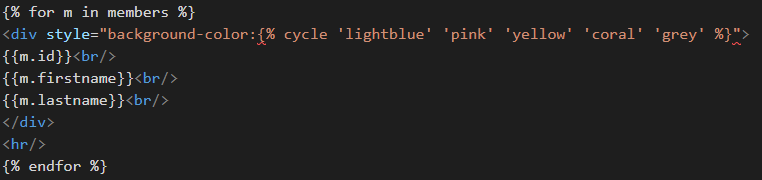 {% for m in members %}
<div style="background-color:{% cycle 'lightblue' 'pink' 'yellow' 'coral' 'grey' %}">
{{m.id}}<br/>
{{m.firstname}}<br/>
{{m.lastname}}<br/>
</div>
<hr/>
{% endfor %}